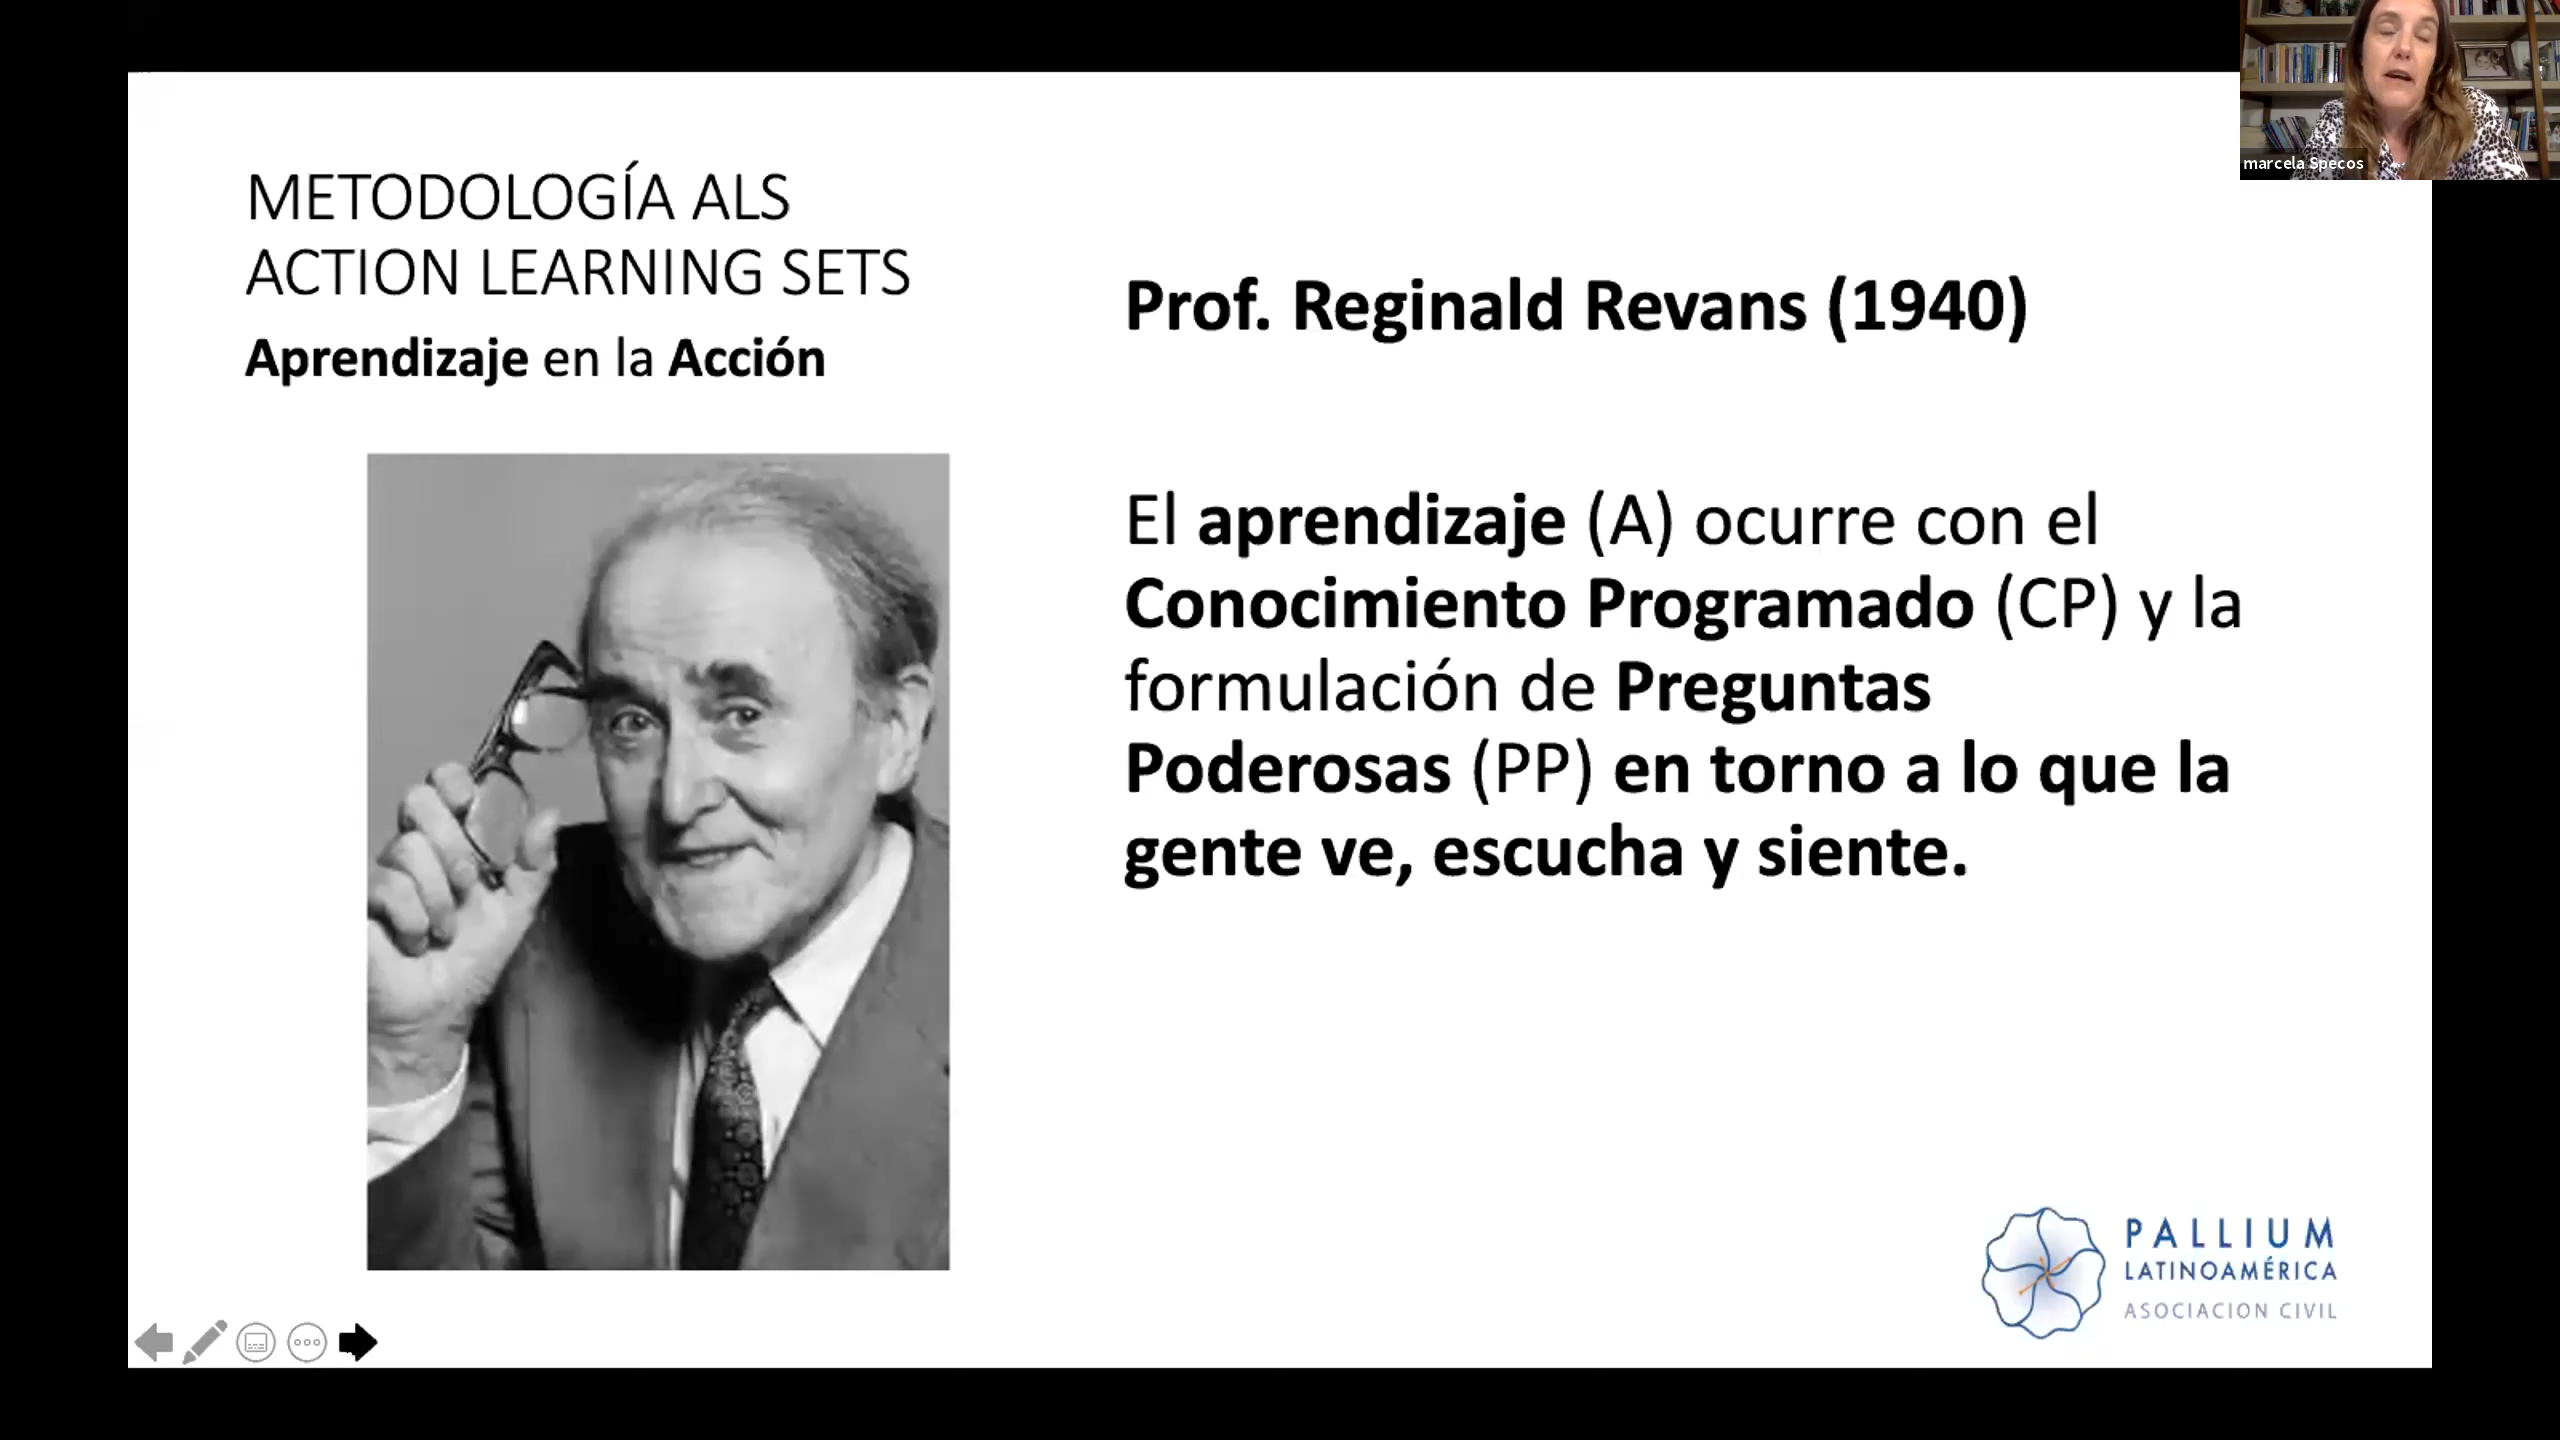 marcela Specos
METODOLOGÍA ALS
ACTION LEARNING SETS
Aprendizaje en la Acción
Prof. Reginald Revans (1940)
El aprendizaje (A) ocurre con el
Conocimiento Programado (CP) y la
formulación de Preguntas
Poderosas (PP) en torno a lo que la
gente ve, escucha y siente.
PALLIUM
LATINOAMÉRICA
ASOCIACION CIVIL